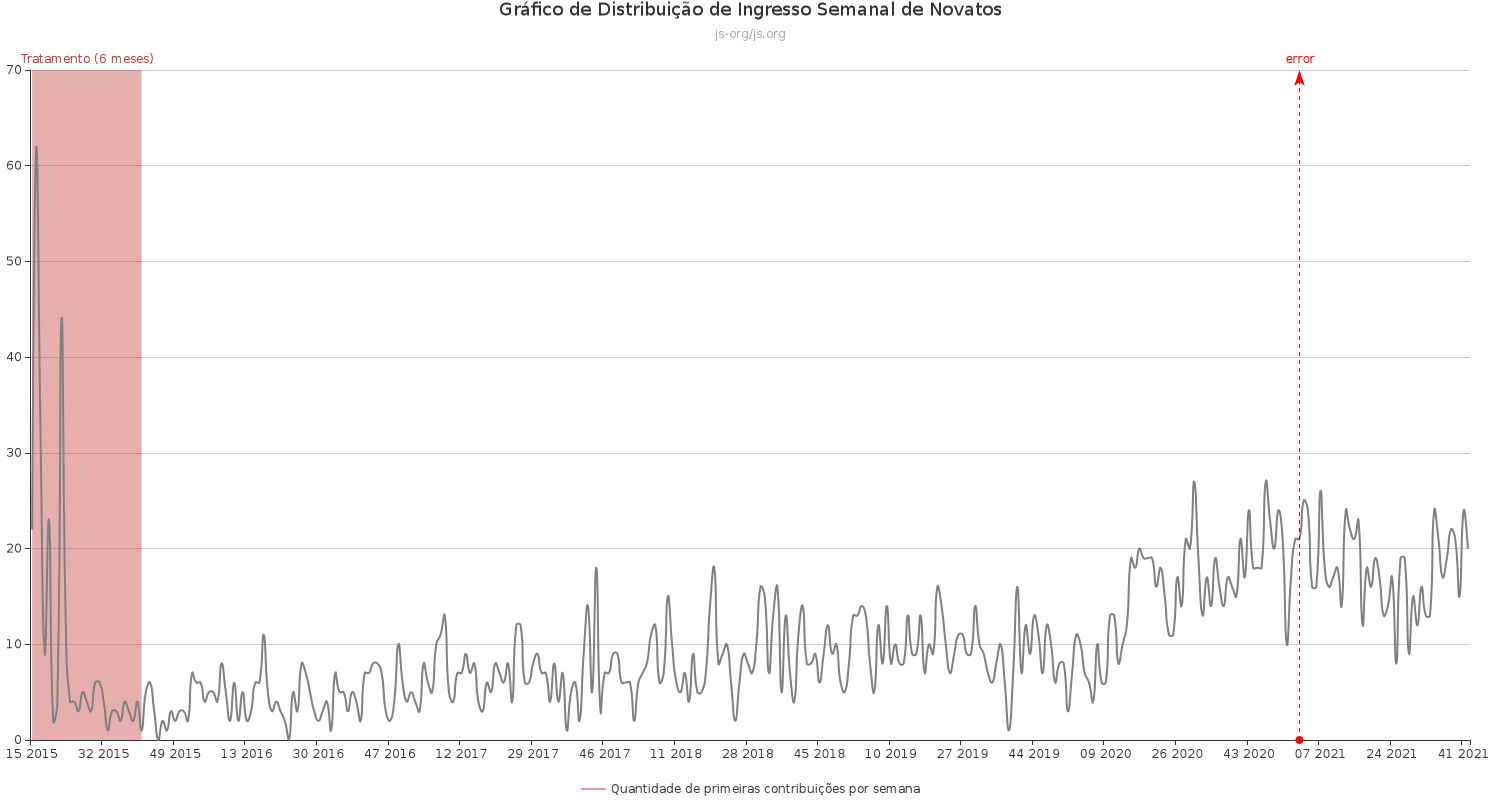 Gráfico de Distribuição de Ingresso Semanal de Novatos
js-org/js.org
Tratamento (6 meses)
error
70
60
50
40
30
20
10
0
15 2015 32 2015 49 2015 13 2016 30 2016 47 2016 12 2017 29 2017 46 2017 11 2018 28 2018 45 2018 10 2019 27 2019 44 2019 09 2020 26 2020 43 2020 07 2021 24 2021 41 2021
Quantidade de primeiras contribuições por semana